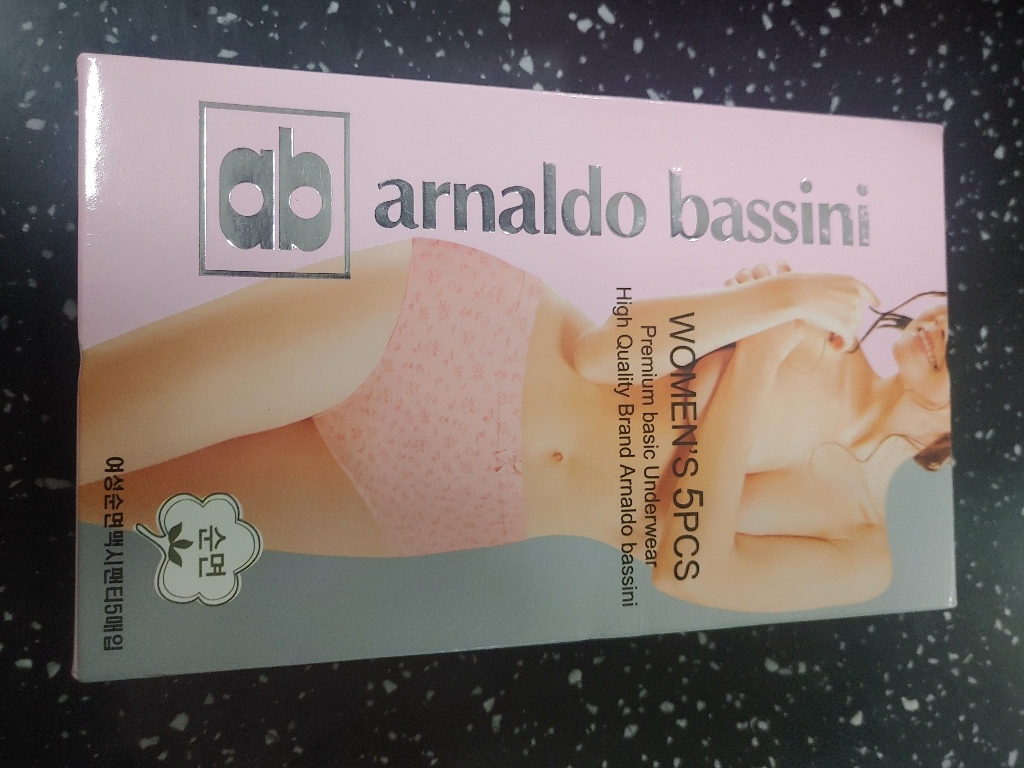 ab
arnaldo bassini
WOMEN'S 5PCS
Premium basic Underwear
High Quality Brand Arnaldo bassini
순면
여성순면맥시팬티5매입